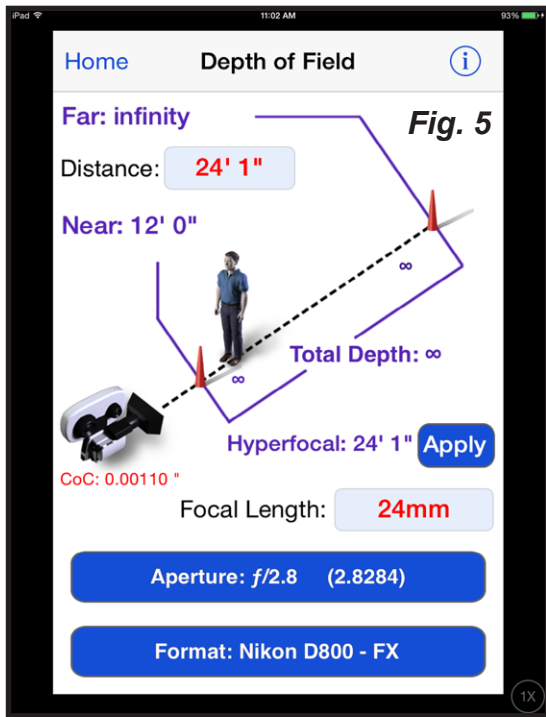 iPad 11:02 AM 93%
Home Depth of Field i
Far: infinity
Fig. 5
Distance: 24' 1"
Near: 12' 0"
∞
∞
Total Depth: ∞
Hyperfocal: 24' 1" Apply
CoC: 0.00110 "
Focal Length: 24mm
Aperture: ƒ/2.8 (2.8284)
Format: Nikon D800 - FX
1X